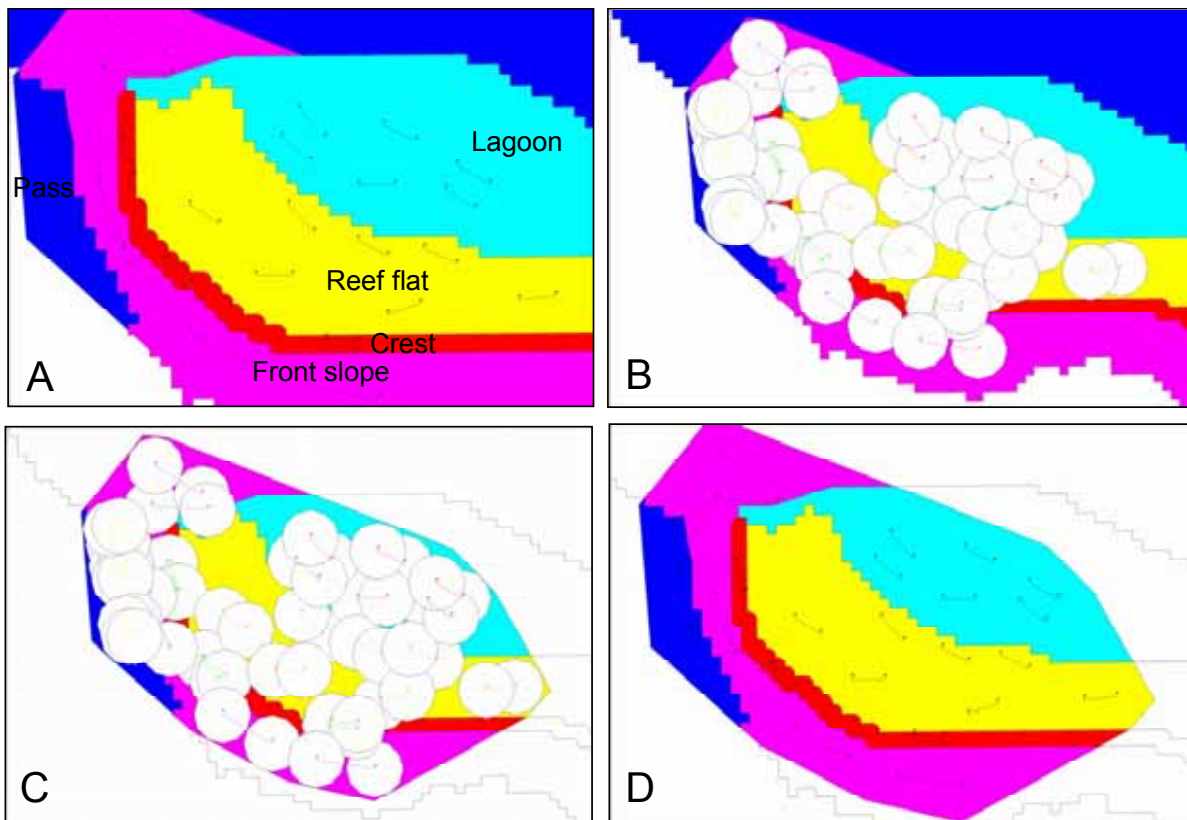 Lagoon
Pass
Reef flat
Crest
Front slope
A
B
C
D